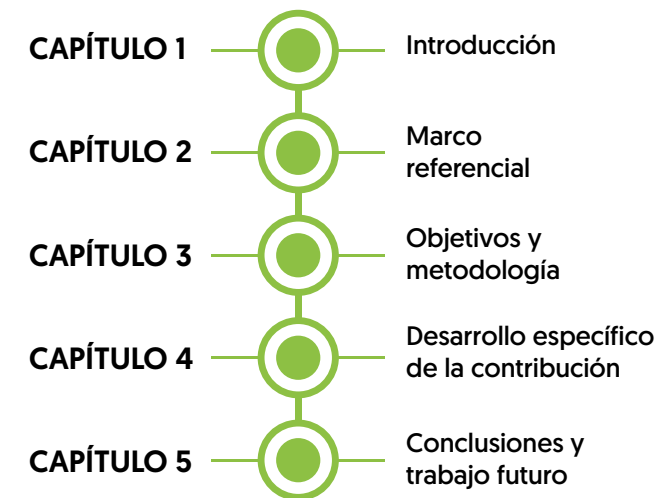 CAPÍTULO 1
Introducción
CAPÍTULO 2
Marco
referencial
CAPÍTULO 3
Objetivos y
metodología
CAPÍTULO 4
Desarrollo específico
de la contribución
CAPÍTULO 5
Conclusiones y
trabajo futuro